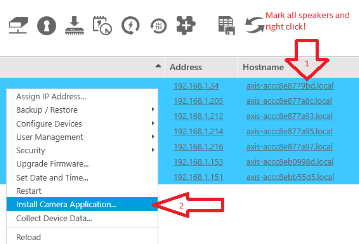 Mark all speakers and
right click!
1
Address
Hostname
192.168.1.34
axis-accc8e8779bd.local
192.168.1.205
axis-accc8e877a8c.local
192.168.1.212
axis-accc8e877a93.local
192.168.1.214
axis-accc8e877a95.local
192.168.1.216
axis-accc8e877a97.local
192.168.1.153
axis-accc8eb0998d.local
192.168.1.151
axis-accc8ebb55d5.local
Assign IP Address...
Backup / Restore
Configure Devices
User Management
Security
Upgrade Firmware...
Set Date and Time...
Restart
Install Camera Application...
2
Collect Device Data...
Reload